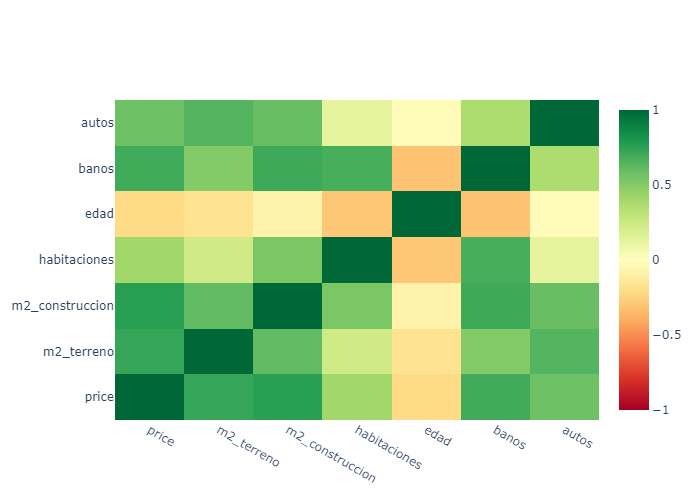 autos
banos
edad
habitaciones
m2_construccion
m2_terreno
price
price
m2_terreno
m2_construccion
habitaciones
edad
banos
autos
1
0.5
0
−0.5
−1